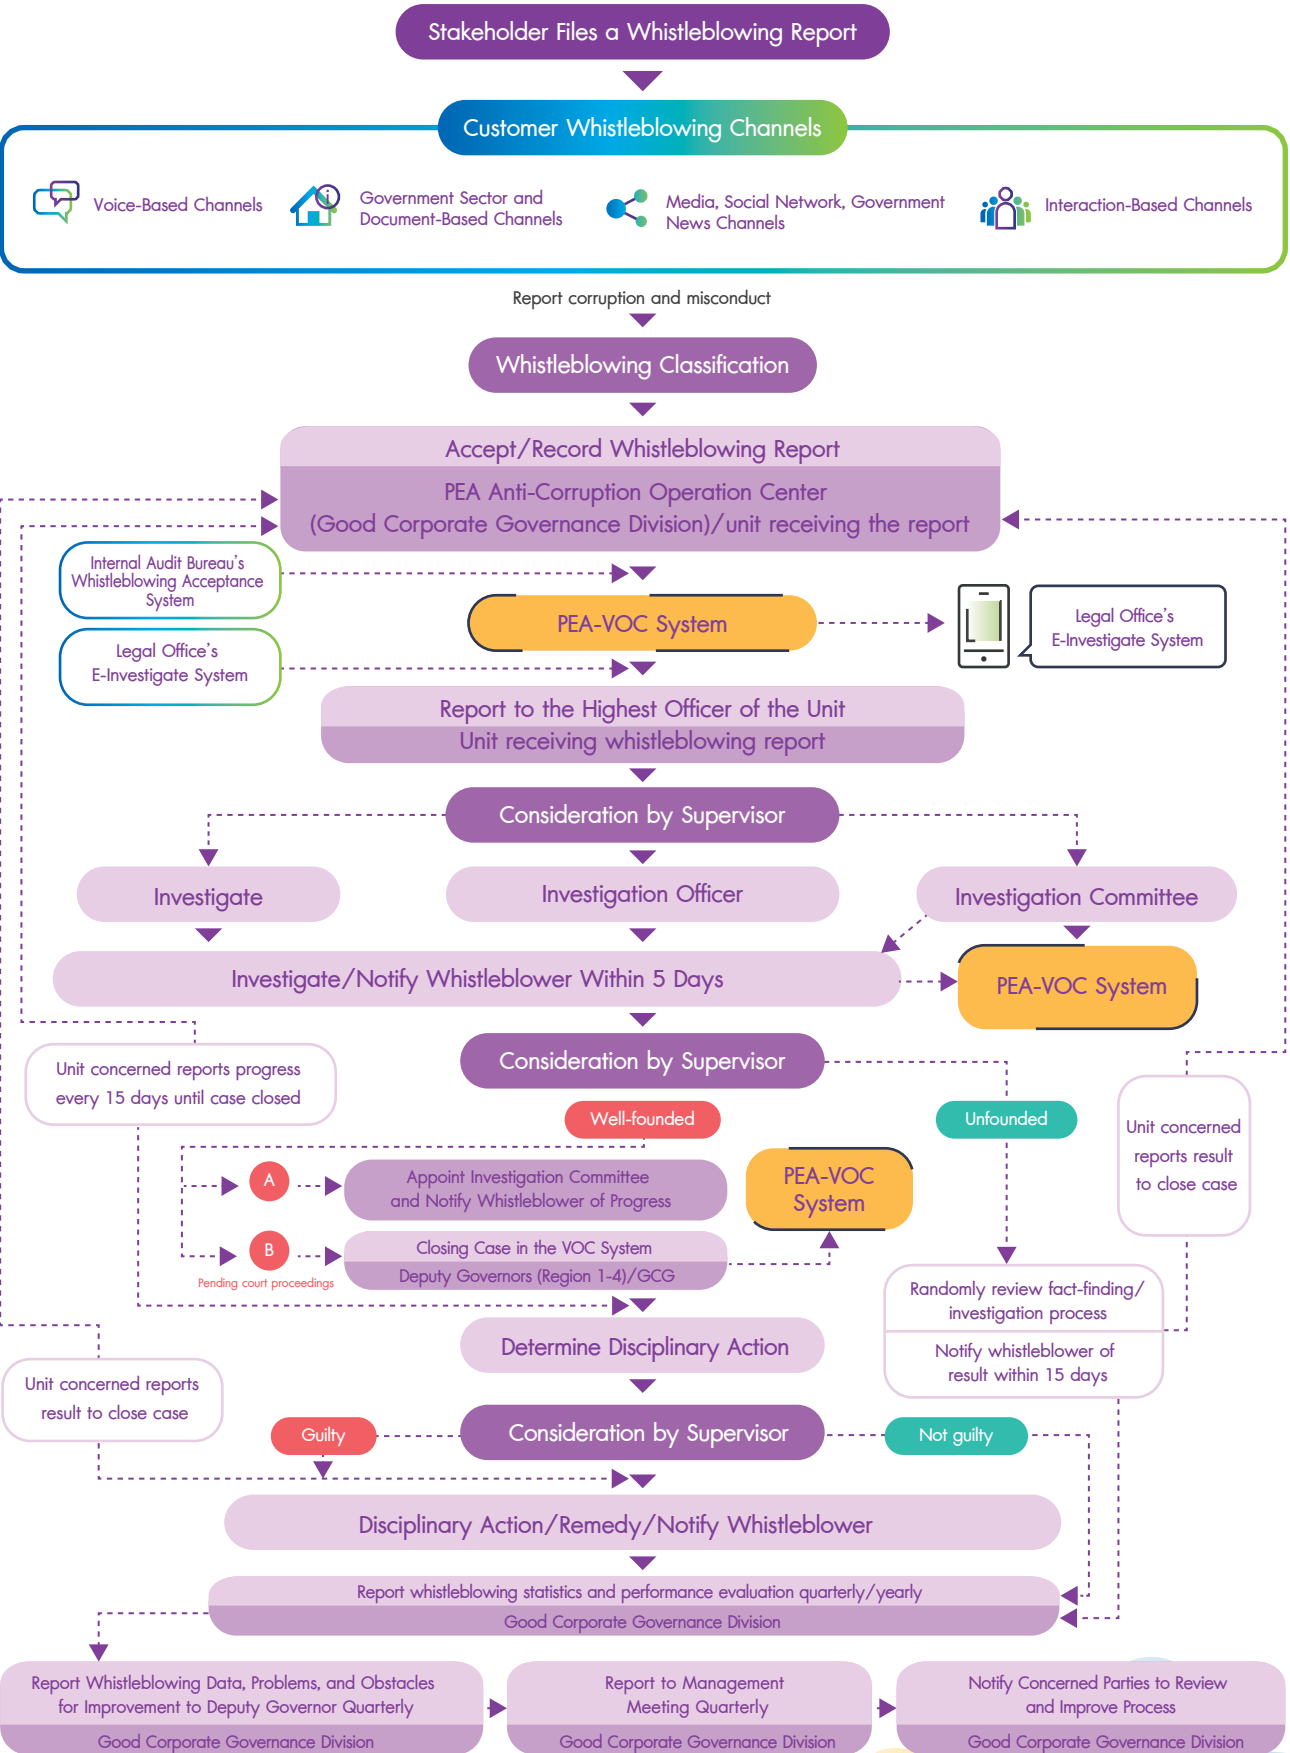 Stakeholder Files a Whistleblowing Report
Customer Whistleblowing Channels
Voice-Based Channels
Government Sector and
Document-Based Channels
Media, Social Network, Government
News Channels
Interaction-Based Channels
Report corruption and misconduct
Whistleblowing Classification
Accept/Record Whistleblowing Report
PEA Anti-Corruption Operation Center
(Good Corporate Governance Division)/unit receiving the report
Internal Audit Bureau's
Whistleblowing Acceptance
System
PEA-VOC System
Legal Office's
E-Investigate System
Legal Office's
E-Investigate System
Report to the Highest Officer of the Unit
Unit receiving whistleblowing report
Consideration by Supervisor
Investigate
Investigation Officer
Investigation Committee
Investigate/Notify Whistleblower Within 5 Days
PEA-VOC System
Consideration by Supervisor
Unit concerned reports progress
every 15 days until case closed
Well-founded
Unfounded
Unit concerned
reports result
to close case
A
Appoint Investigation Committee
and Notify Whistleblower of Progress
PEA-VOC
System
B
Pending court proceedings
Closing Case in the VOC System
Deputy Governors (Region 1-4)/GCG
Randomly review fact-finding/
investigation process
Notify whistleblower of
result within 15 days
Determine Disciplinary Action
Unit concerned reports
result to close case
Guilty
Consideration by Supervisor
Not guilty
Disciplinary Action/Remedy/Notify Whistleblower
Report whistleblowing statistics and performance evaluation quarterly/yearly
Good Corporate Governance Division
Report Whistleblowing Data, Problems, and Obstacles
for Improvement to Deputy Governor Quarterly
Good Corporate Governance Division
Report to Management
Meeting Quarterly
Good Corporate Governance Division
Notify Concerned Parties to Review
and Improve Process
Good Corporate Governance Division